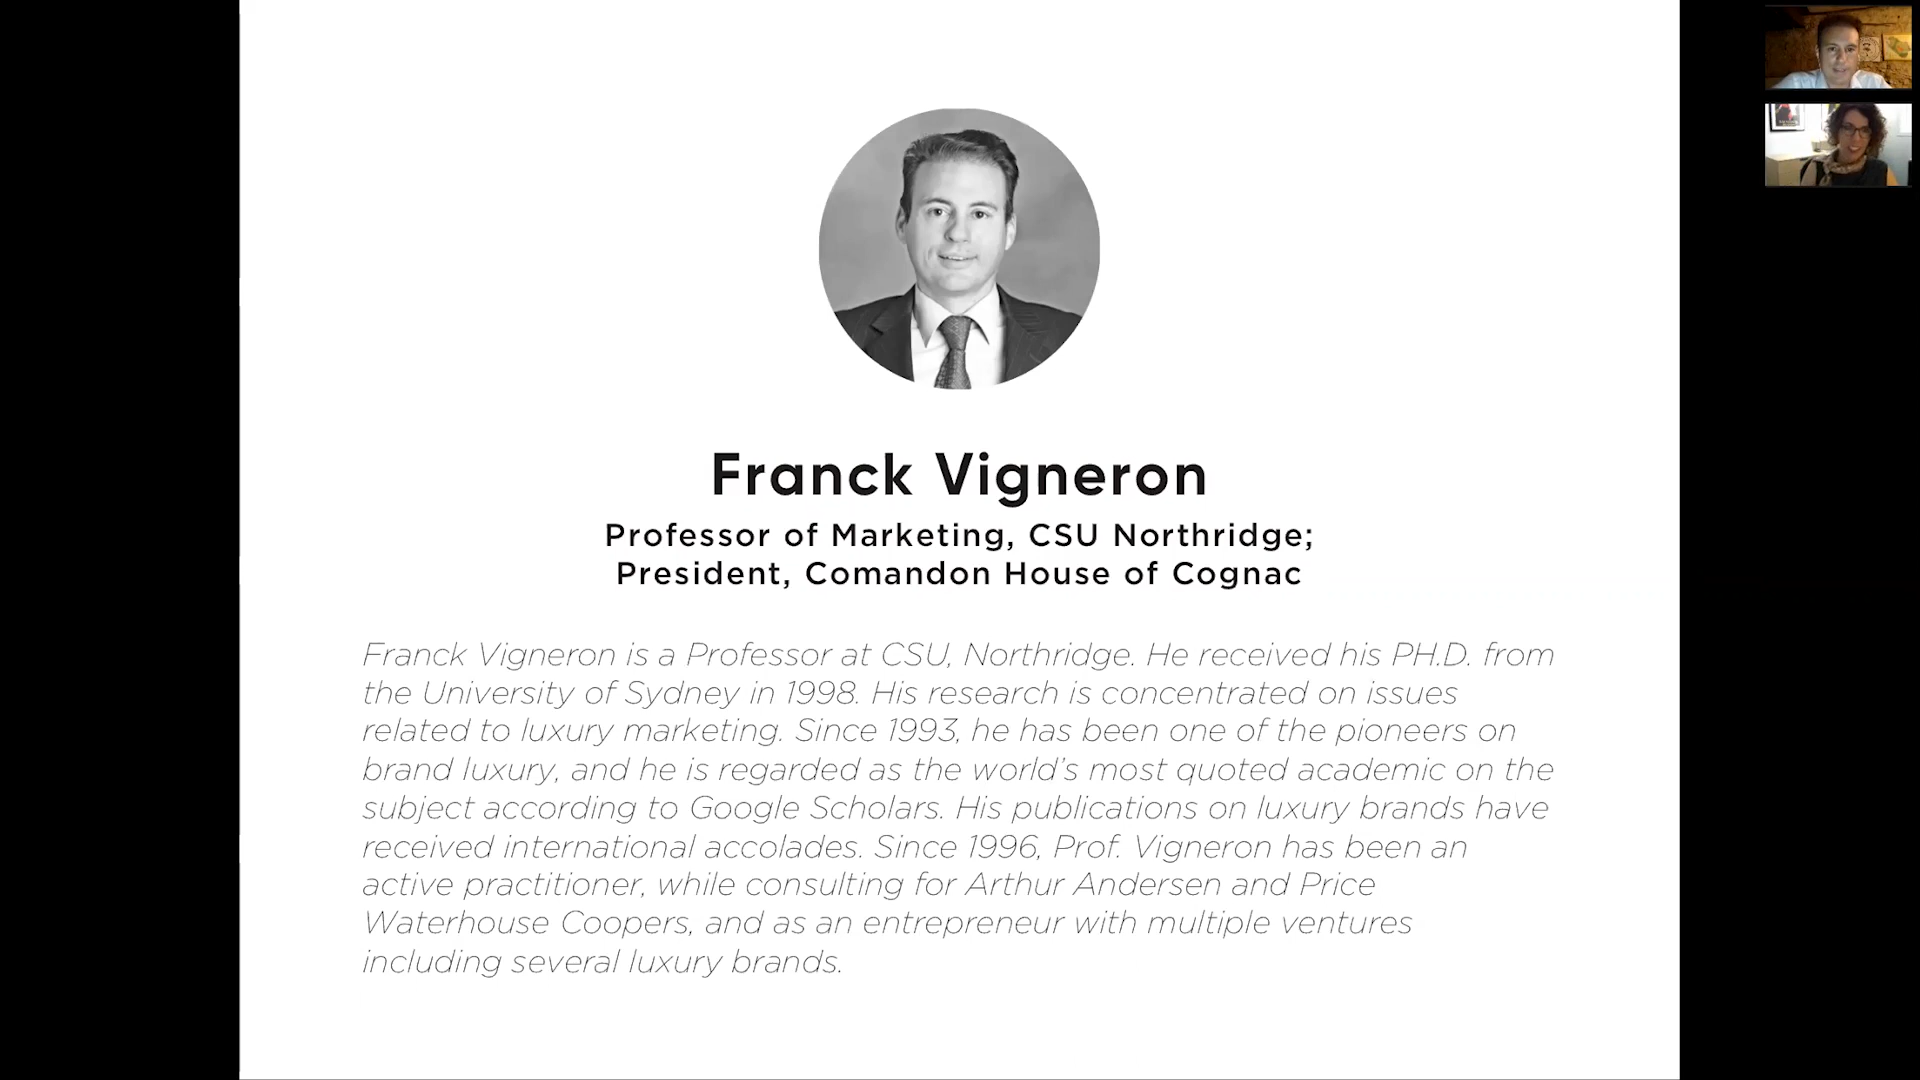 Franck Vigneron
Professor of Marketing, CSU Northridge;
President, Comandon House of Cognac
Franck Vigneron is a Professor at CSU, Northridge. He received his PH.D. from
the University of Sydney in 1998. His research is concentrated on issues
related to luxury marketing. Since 1993, he has been one of the pioneers on
brand luxury, and he is regarded as the world's most quoted academic on the
subject according to Google Scholars. His publications on luxury brands have
received international accolades. Since 1996, Prof. Vigneron has been an
active practitioner, while consulting for Arthur Andersen and Price
Waterhouse Coopers, and as an entrepreneur with multiple ventures
including several luxury brands.